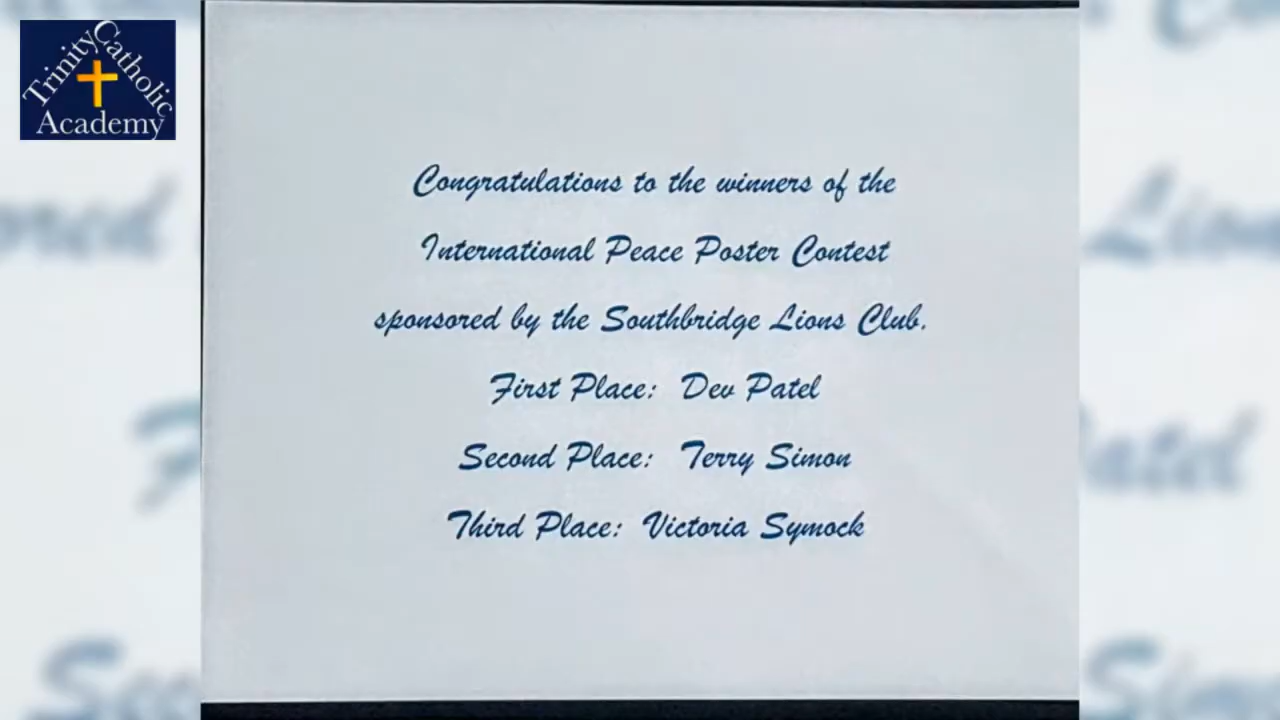 Trinity Catholic
Academy
Congratulations to the winners of the
International Peace Poster Contest
sponsored by the Southbridge Lions Club.
First Place: Dev Patel
Second Place: Terry Simon
Third Place: Victoria Symock